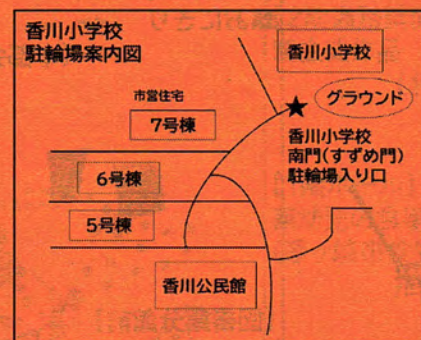 香川小学校
駐輪場案内図
香川小学校
グラウンド
市営住宅
7号棟
香川小学校
南門(すずめ門)
駐輪場入り口
6号棟
5号棟
香川公民館